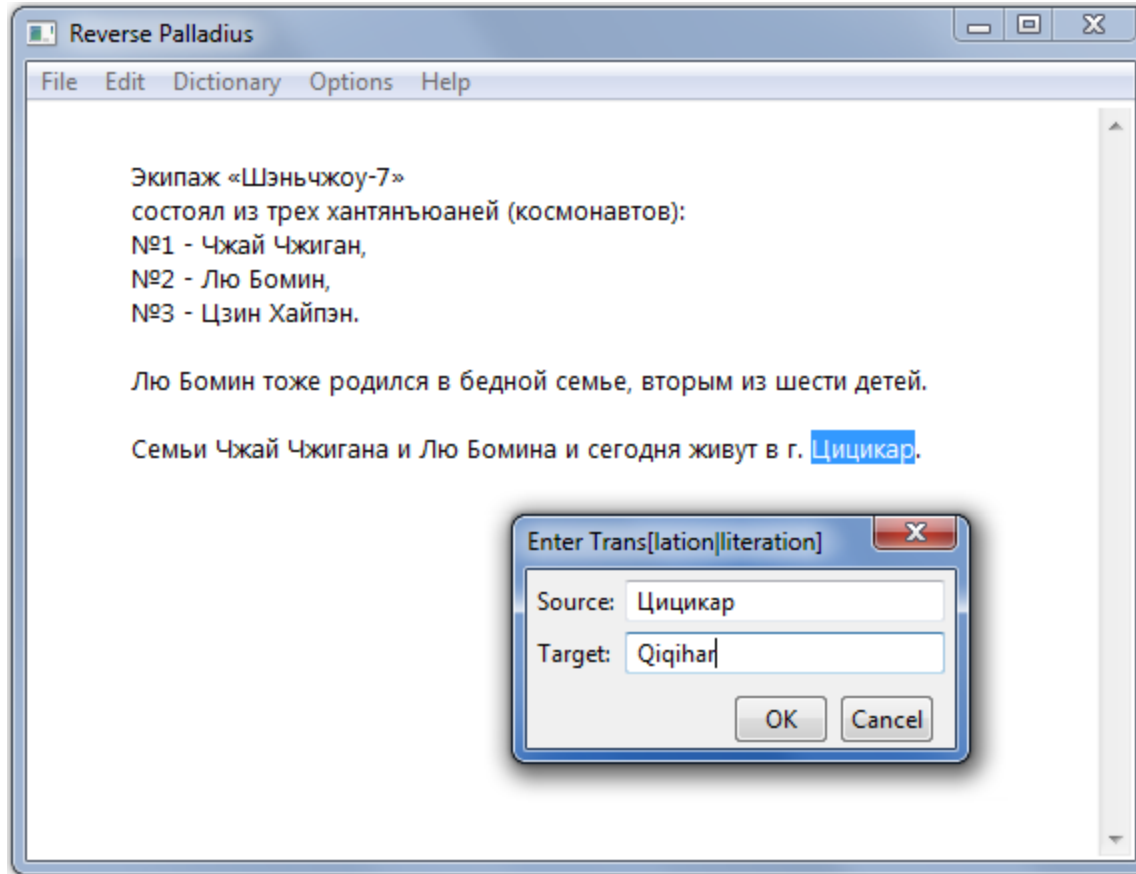 Reverse Palladius
File Edit Dictionary Options Help
Экипаж «Шэньчжоу-7»
состоял из трех хантянъюаней (космонавтов):
№1 - Чжай Чжиган,
№2 - Лю Бомин,
№3 - Цзин Хайпэн.
Лю Бомин тоже родился в бедной семье, вторым из шести детей.
Семьи Чжай Чжигана и Лю Бомина и сегодня живут в г. Цицикар.
Enter Trans[lation|literation]
Source: Цицикар
Target: Qiqihar
OK Cancel